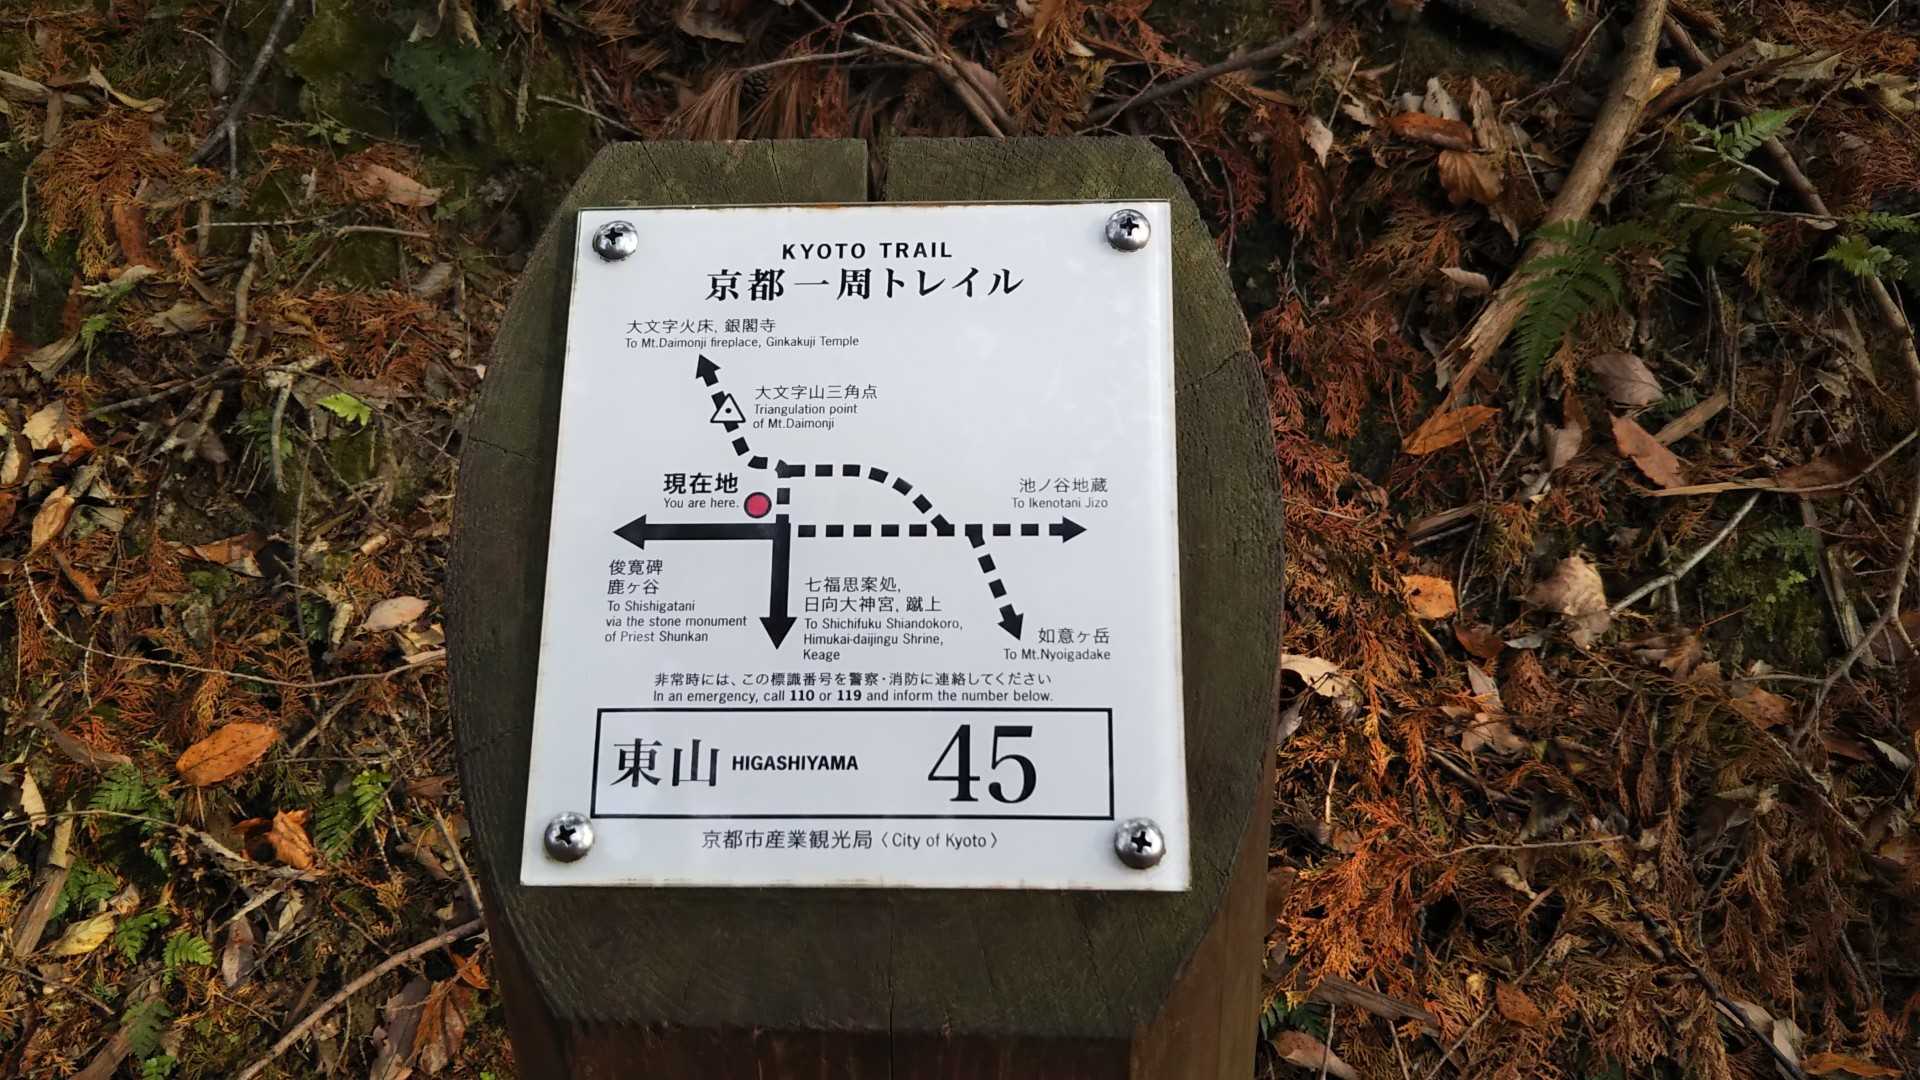 KYOTO TRAIL
京都一周トレイル
大文字火床, 銀閣寺
To Mt.Daimonji fireplace, Ginkakuji Temple
大文字山三角点
Triangulation point
of Mt.Daimonji
現在地
You are here.
池ノ谷地蔵
To Ikenotani Jizo
俊寛碑
鹿ヶ谷
To Shishigatani
via the stone monument
of Priest Shunkan
七福思案処,
日向大神宮, 蹴上
To Shichifuku Shiandokoro,
Himukai-daijingu Shrine,
Keage
如意ヶ岳
To Mt.Nyoigadake
非常時には、この標識番号を警察・消防に連絡してください
In an emergency, call 110 or 119 and inform the number below.
東山 HIGASHIYAMA 45
京都市産業観光局〈City of Kyoto〉